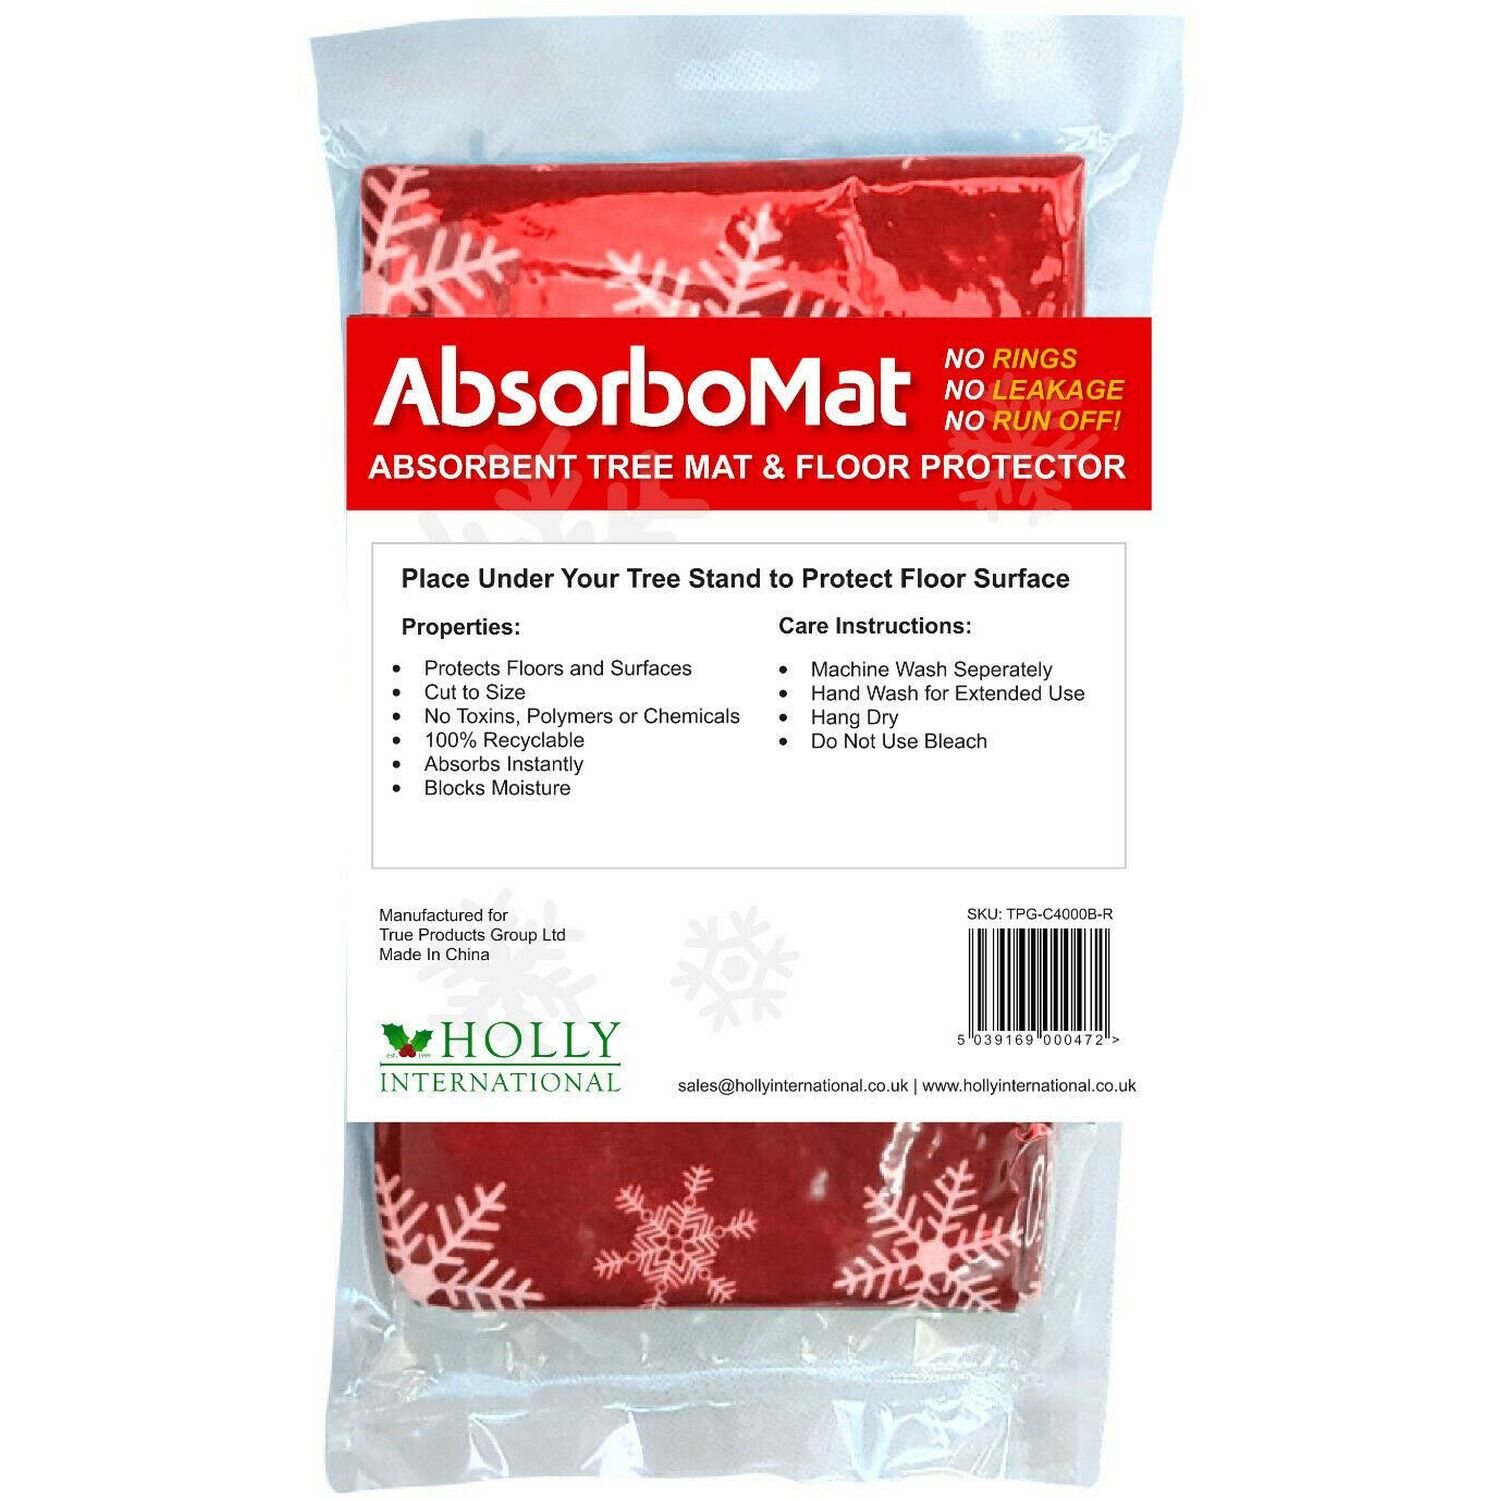 AbsorboMat
NO RINGS
NO LEAKAGE
NO RUN OFF!
ABSORBENT TREE MAT & FLOOR PROTECTOR
Place Under Your Tree Stand to Protect Floor Surface
Properties:
• Protects Floors and Surfaces
• Cut to Size
• No Toxins, Polymers or Chemicals
• 100% Recyclable
• Absorbs Instantly
• Blocks Moisture
Care Instructions:
• Machine Wash Seperately
• Hand Wash for Extended Use
• Hang Dry
• Do Not Use Bleach
Manufactured for
True Products Group Ltd
Made In China
SKU: TPG-C4000B-R
5 039169 000472 >
est. 1999
HOLLY
INTERNATIONAL
sales@hollyinternational.co.uk | www.hollyinternational.co.uk